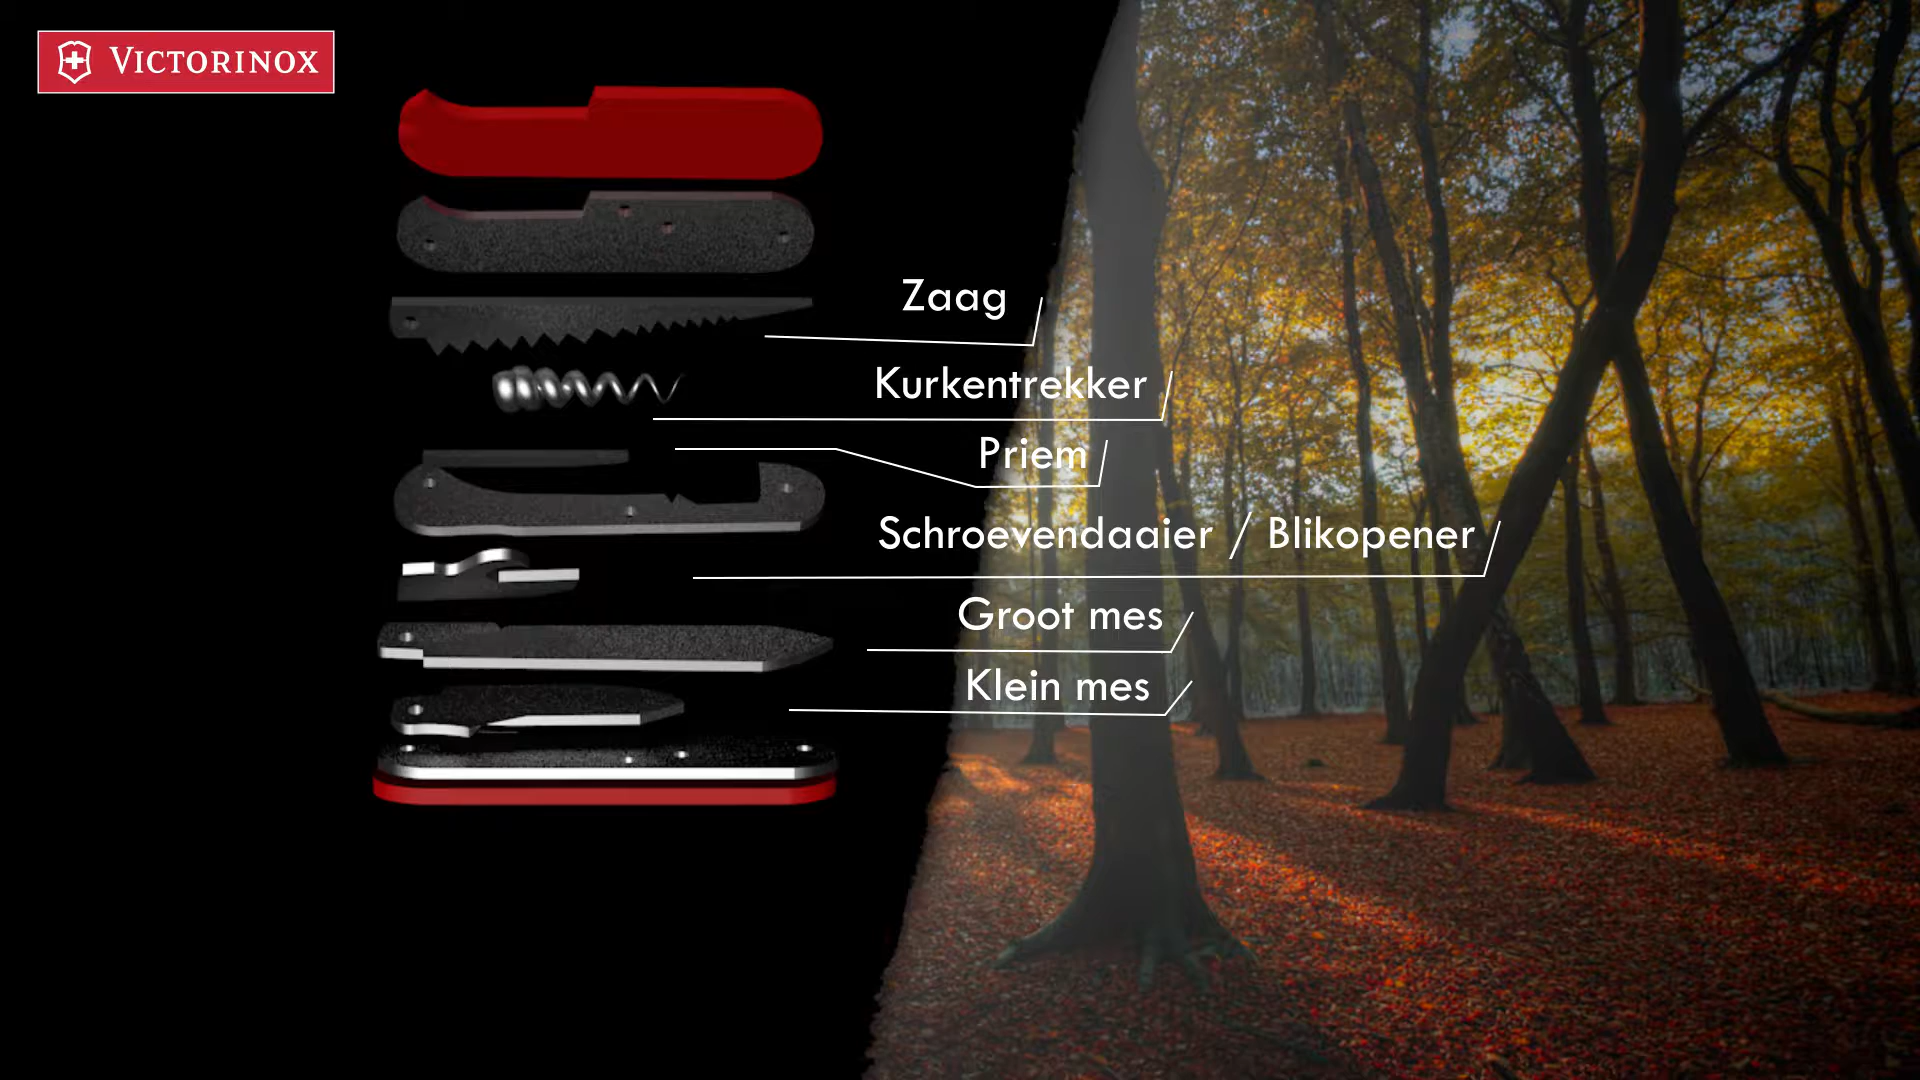 VICTORINOX
Zaag
Kurkentrekker
Priem
Schroevendaaier / Blikopener
Groot mes
Klein mes